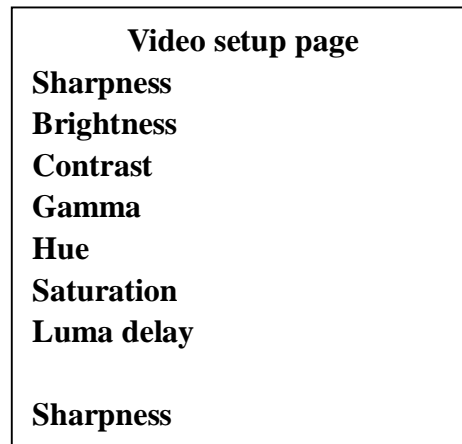 Video setup page
Sharpness
Brightness
Contrast
Gamma
Hue
Saturation
Luma delay
Sharpness